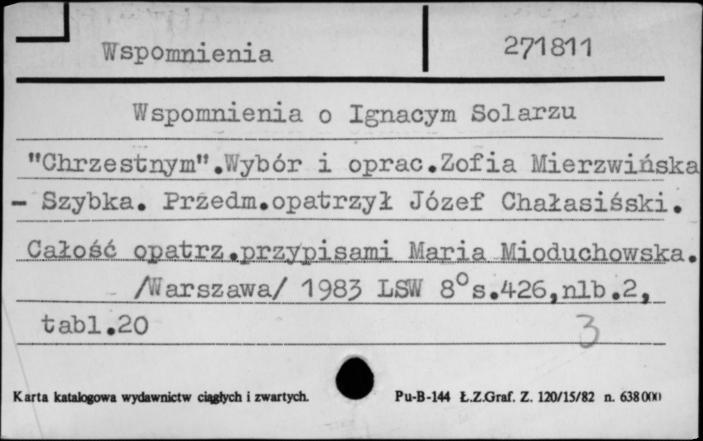 Wspomnienia 271811
Wspomnienia o Ignacym Solarzu
"Chrzestnym".Wybór i oprac.Zofia Mierzwińska
- Szybka. Przedm.opatrzył Józef Chałasiśski.
Całość opatrz.przypisami Maria Mioduchowska.
/Warszawa/ 1983 LSW 8°s.426,nlb.2,
tabl.20 3
Karta katalogowa wydawnictw ciągłych i zwartych. Pu-B-144 Ł.Z.Graf. Z. 120/15/82 n. 638000